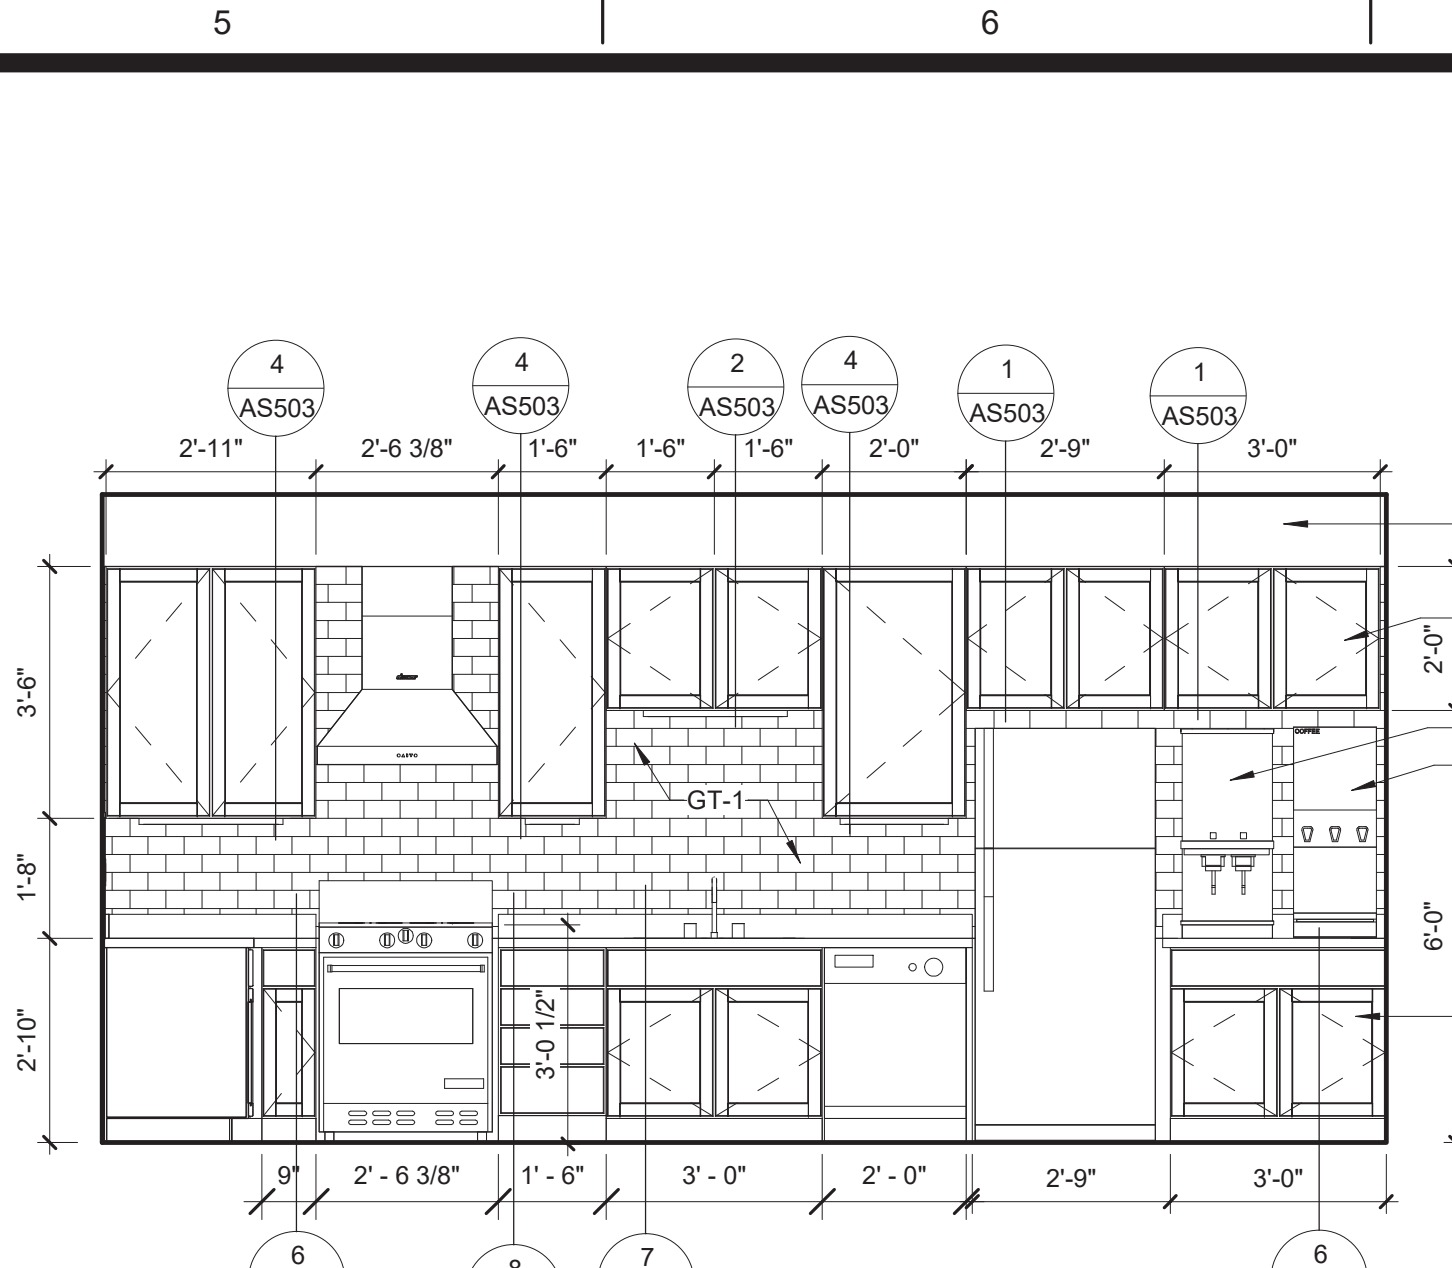 5
6
4
AS503
4
AS503
2
AS503
4
AS503
1
AS503
1
AS503
2'-11"
2'-6 3/8"
1'-6"
1'-6"
1'-6"
2'-0"
2'-9"
3'-0"
3'-6"
2'-0"
COFFEE
GT-1
1'-8"
6'-0"
2'-10"
3'-0 1/2"
9"
2' - 6 3/8"
1' - 6"
3' - 0"
2' - 0"
2'-9"
3'-0"
6
8
7
6